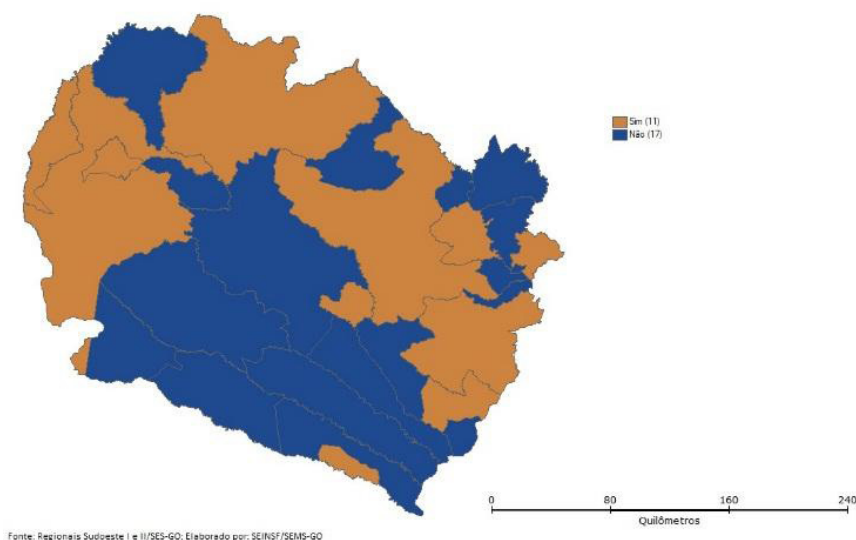 Sim (11)
Não (17)
0 80 160 240
Quilômetros
Fonte: Regionais Sudoeste I e II/SES-GO; Elaborado por: SEINSF/SEMS-GO